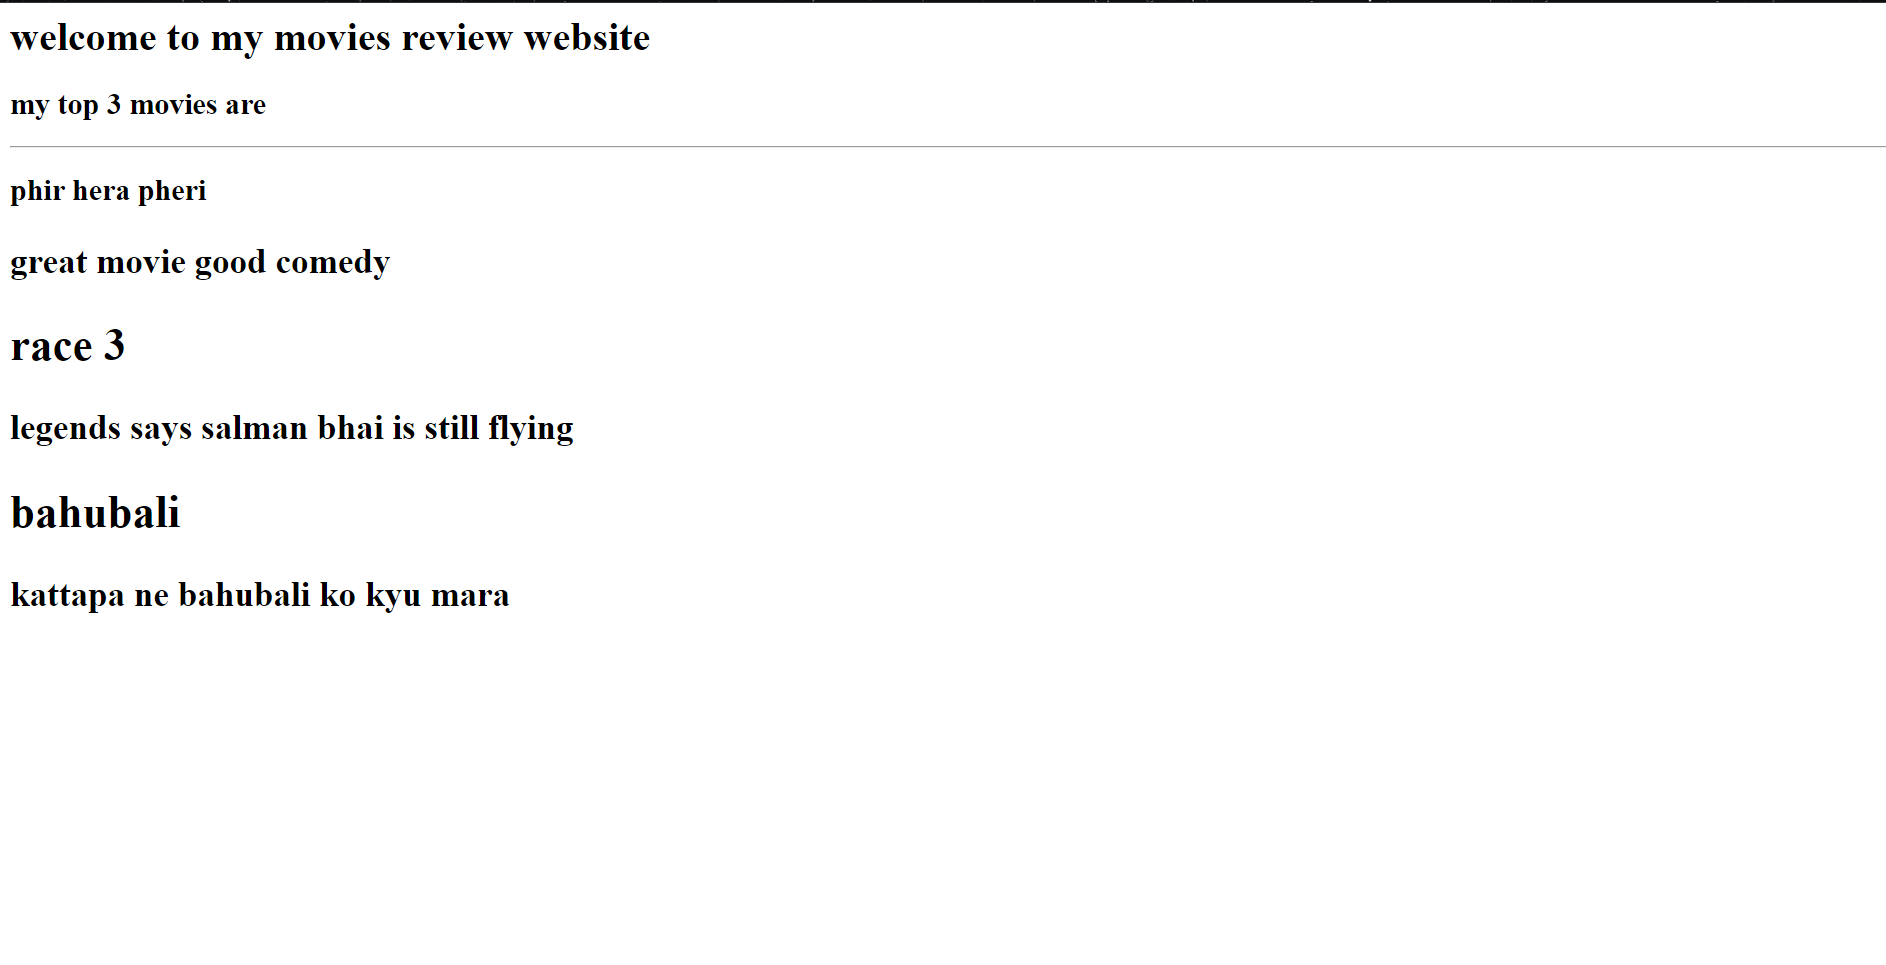 welcome to my movies review website
my top 3 movies are
phir hera pheri
great movie good comedy
race 3
legends says salman bhai is still flying
bahubali
kattapa ne bahubali ko kyu mara